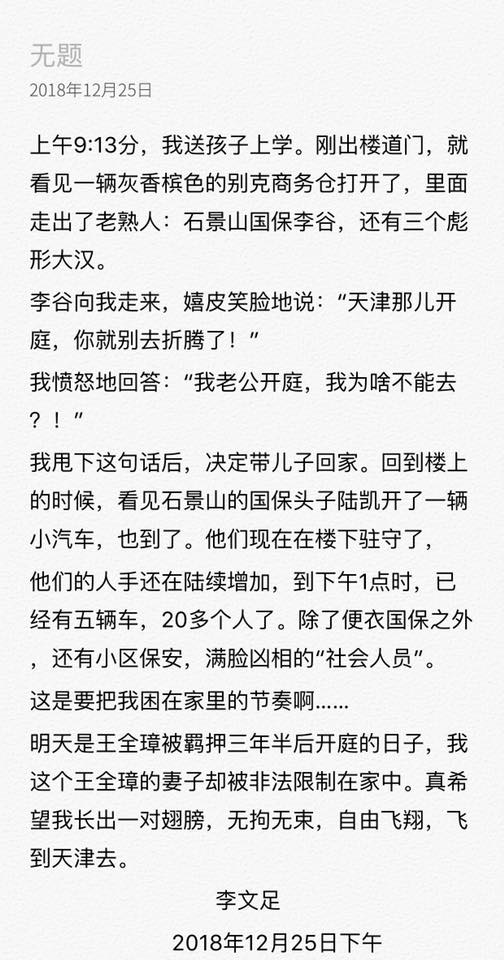 无题
2018年12月25日
上午9:13分，我送孩子上学。刚出楼道门，就
看见一辆灰香槟色的别克商务仓打开了，里面
走出了老熟人：石景山国保李谷，还有三个彪
形大汉。
李谷向我走来，嬉皮笑脸地说：“天津那儿开
庭，你就别去折腾了！”
我愤怒地回答：“我老公开庭，我为啥不能去
？！”
我甩下这句话后，决定带儿子回家。回到楼上
的时候，看见石景山的国保头子陆凯开了一辆
小汽车，也到了。他们现在在楼下驻守了，
他们的人手还在陆续增加，到下午1点时，已
经有五辆车，20多个人了。除了便衣国保之外
，还有小区保安，满脸凶相的“社会人员”。
这是要把我困在家里的节奏啊……
明天是王全璋被羁押三年半后开庭的日子，我
这个王全璋的妻子却被非法限制在家中。真希
望我长出一对翅膀，无拘无束，自由飞翔，飞
到天津去。
李文足
2018年12月25日下午